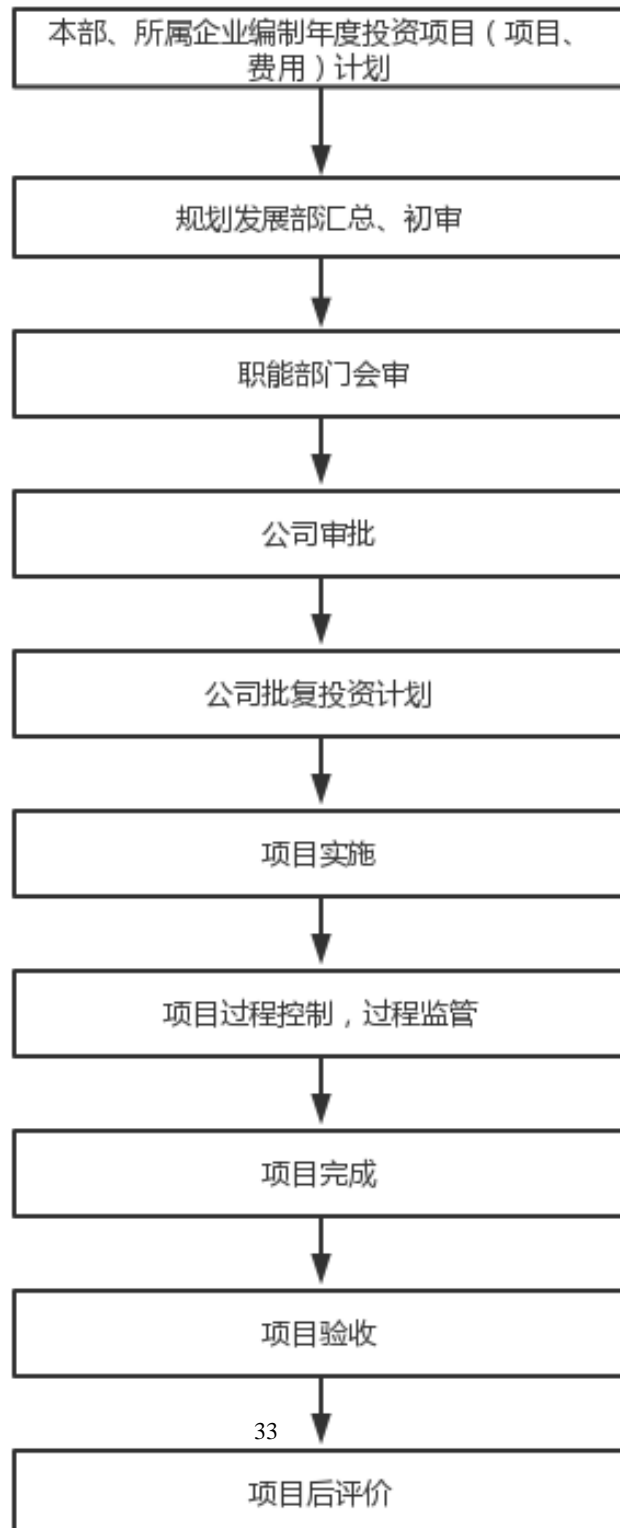 本部、所属企业编制年度投资项目（项目、
费用）计划
规划发展部汇总、初审
职能部门会审
公司审批
公司批复投资计划
项目实施
项目过程控制，过程监管
项目完成
项目验收
33
项目后评价